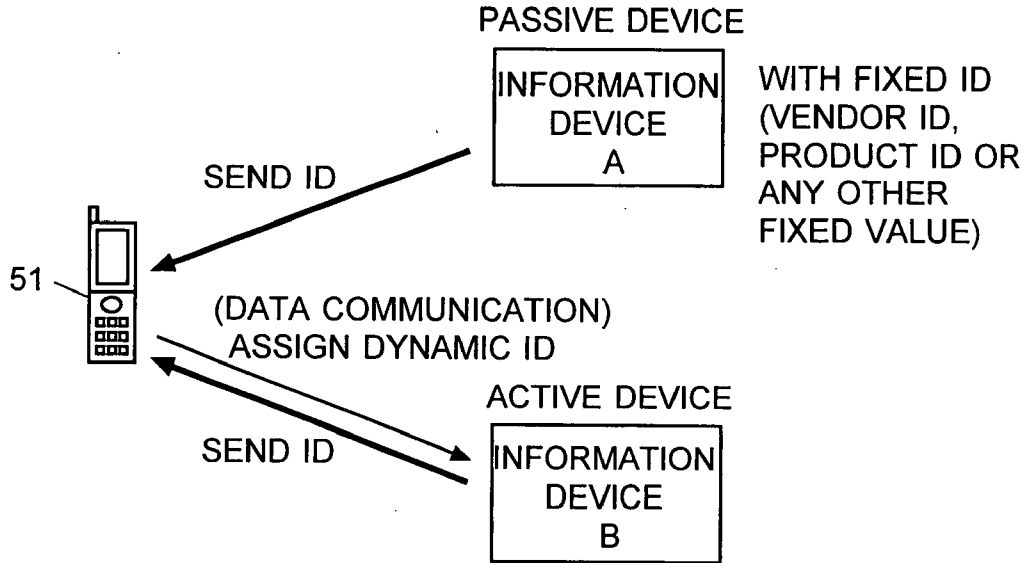 PASSIVE DEVICE
INFORMATION
DEVICE
A
WITH FIXED ID
(VENDOR ID,
PRODUCT ID OR
ANY OTHER
FIXED VALUE)
SEND ID
51
(DATA COMMUNICATION)
ASSIGN DYNAMIC ID
SEND ID
ACTIVE DEVICE
INFORMATION
DEVICE
B